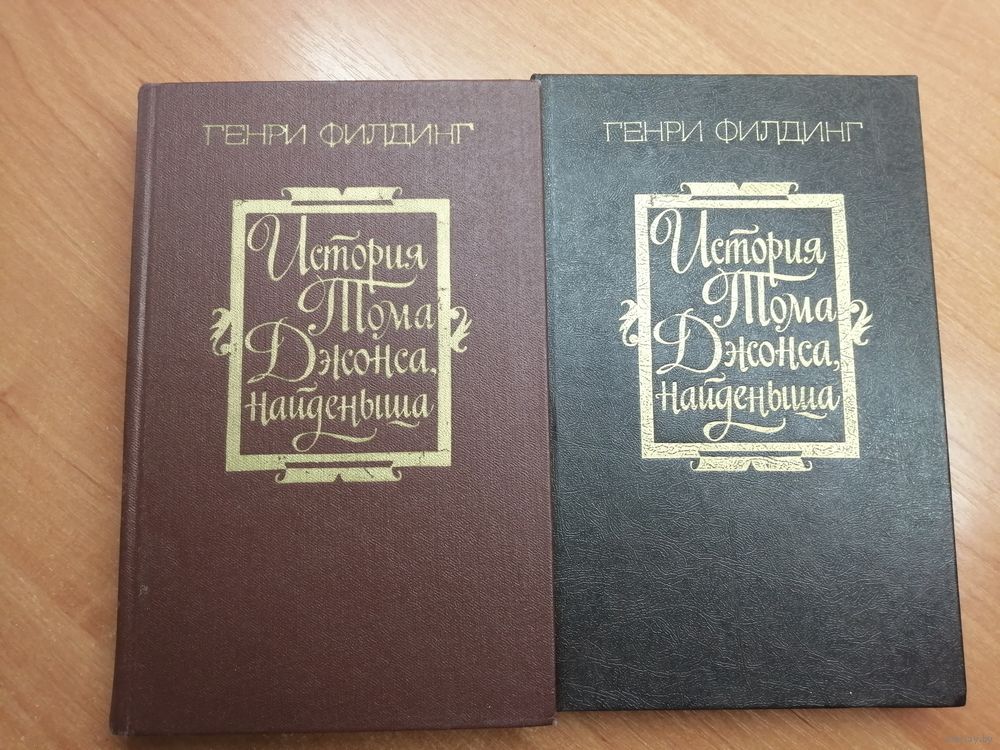 ГЕНРИ ФИЛДИНГ
История
Тома
Джонса,
найденыша
ГЕНРИ ФИЛДИНГ
История
Тома
Джонса,
найденыша